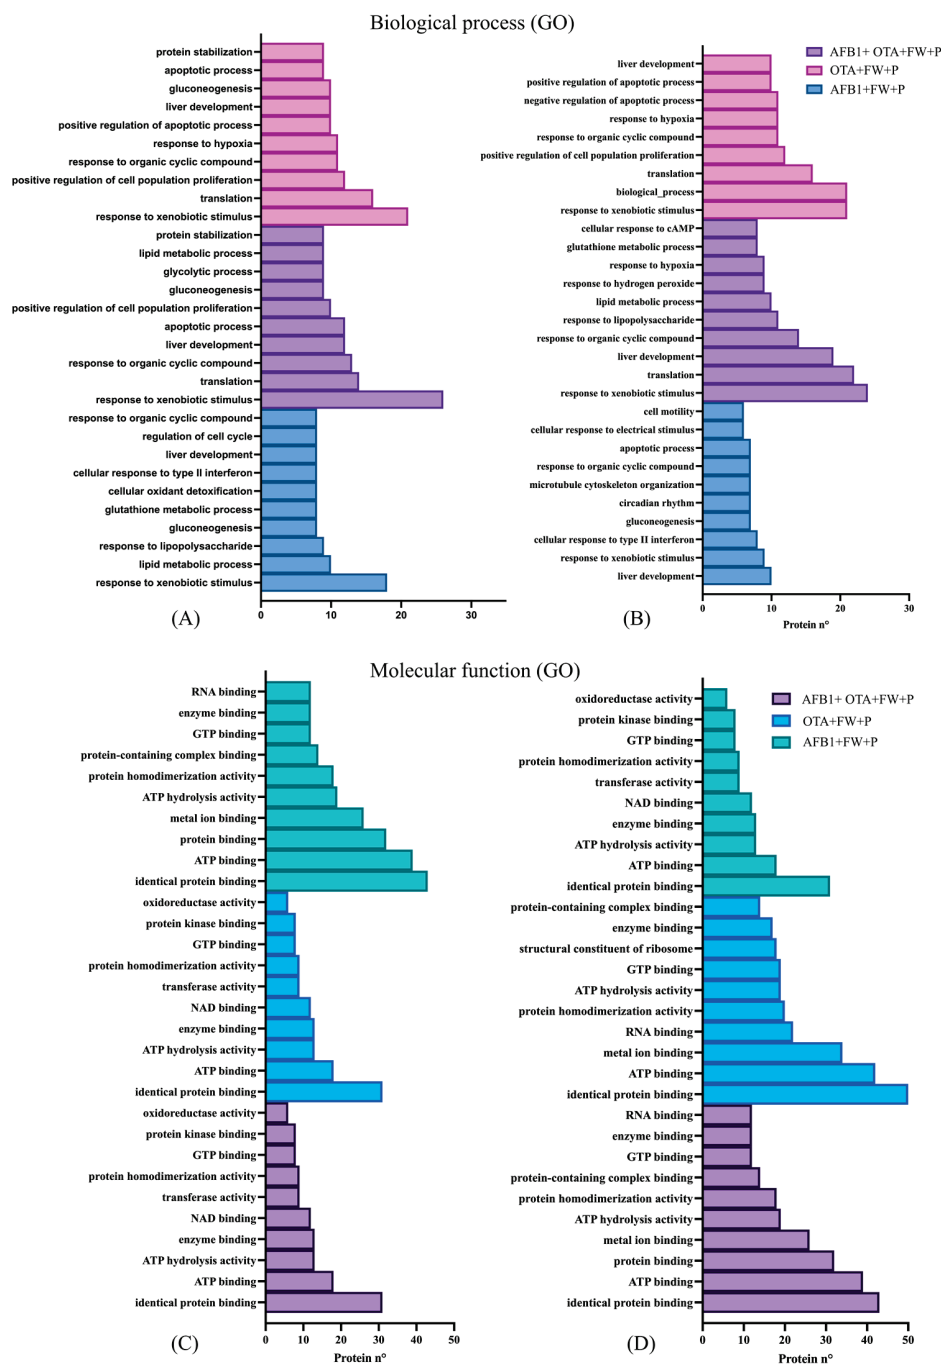 Biological process (GO)
protein stabilization
apoptotic process
gluconeogenesis
liver development
positive regulation of apoptotic process
response to hypoxia
response to organic cyclic compound
positive regulation of cell population proliferation
translation
response to xenobiotic stimulus
protein stabilization
lipid metabolic process
glycolytic process
gluconeogenesis
positive regulation of cell population proliferation
apoptotic process
liver development
response to organic cyclic compound
translation
response to xenobiotic stimulus
response to organic cyclic compound
regulation of cell cycle
liver development
cellular response to type II interferon
cellular oxidant detoxification
glutathione metabolic process
gluconeogenesis
response to lipopolysaccharide
lipid metabolic process
response to xenobiotic stimulus
0 10 20 30
(A)
AFB1+ OTA+FW+P
OTA+FW+P
AFB1+FW+P
liver development
positive regulation of apoptotic process
negative regulation of apoptotic process
response to hypoxia
response to organic cyclic compound
positive regulation of cell population proliferation
translation
biological_process
response to xenobiotic stimulus
cellular response to cAMP
glutathione metabolic process
response to hypoxia
response to hydrogen peroxide
lipid metabolic process
response to lipopolysaccharide
response to organic cyclic compound
liver development
translation
response to xenobiotic stimulus
cell motility
cellular response to electrical stimulus
apoptotic process
response to organic cyclic compound
microtubule cytoskeleton organization
circadian rhythm
gluconeogenesis
cellular response to type II interferon
response to xenobiotic stimulus
liver development
0 10 20 30
Protein n°
(B)
Molecular function (GO)
RNA binding
enzyme binding
GTP binding
protein-containing complex binding
protein homodimerization activity
ATP hydrolysis activity
metal ion binding
protein binding
ATP binding
identical protein binding
oxidoreductase activity
protein kinase binding
GTP binding
protein homodimerization activity
transferase activity
NAD binding
enzyme binding
ATP hydrolysis activity
ATP binding
identical protein binding
oxidoreductase activity
protein kinase binding
GTP binding
protein homodimerization activity
transferase activity
NAD binding
enzyme binding
ATP hydrolysis activity
ATP binding
identical protein binding
0 10 20 30 40 50
Protein n°
(C)
AFB1+ OTA+FW+P
OTA+FW+P
AFB1+FW+P
oxidoreductase activity
protein kinase binding
GTP binding
protein homodimerization activity
transferase activity
NAD binding
enzyme binding
ATP hydrolysis activity
ATP binding
identical protein binding
protein-containing complex binding
enzyme binding
structural constituent of ribosome
GTP binding
ATP hydrolysis activity
protein homodimerization activity
RNA binding
metal ion binding
ATP binding
identical protein binding
RNA binding
enzyme binding
GTP binding
protein-containing complex binding
protein homodimerization activity
ATP hydrolysis activity
metal ion binding
protein binding
ATP binding
identical protein binding
0 10 20 30 40 50
Protein n°
(D)